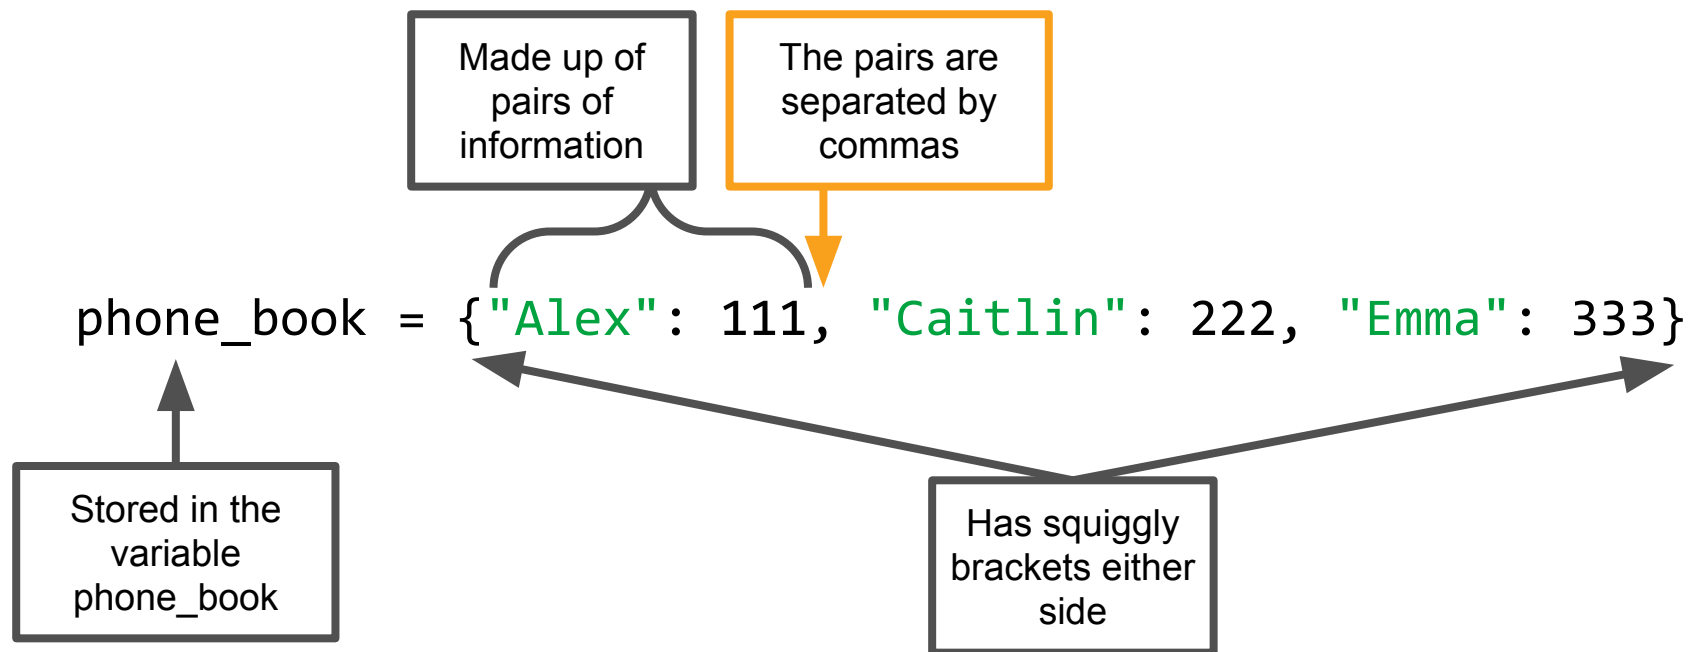 Made up of
pairs of
information
The pairs are
separated by
commas
phone_book = {"Alex": 111, "Caitlin": 222, "Emma": 333}
Stored in the
variable
phone_book
Has squiggly
brackets either
side